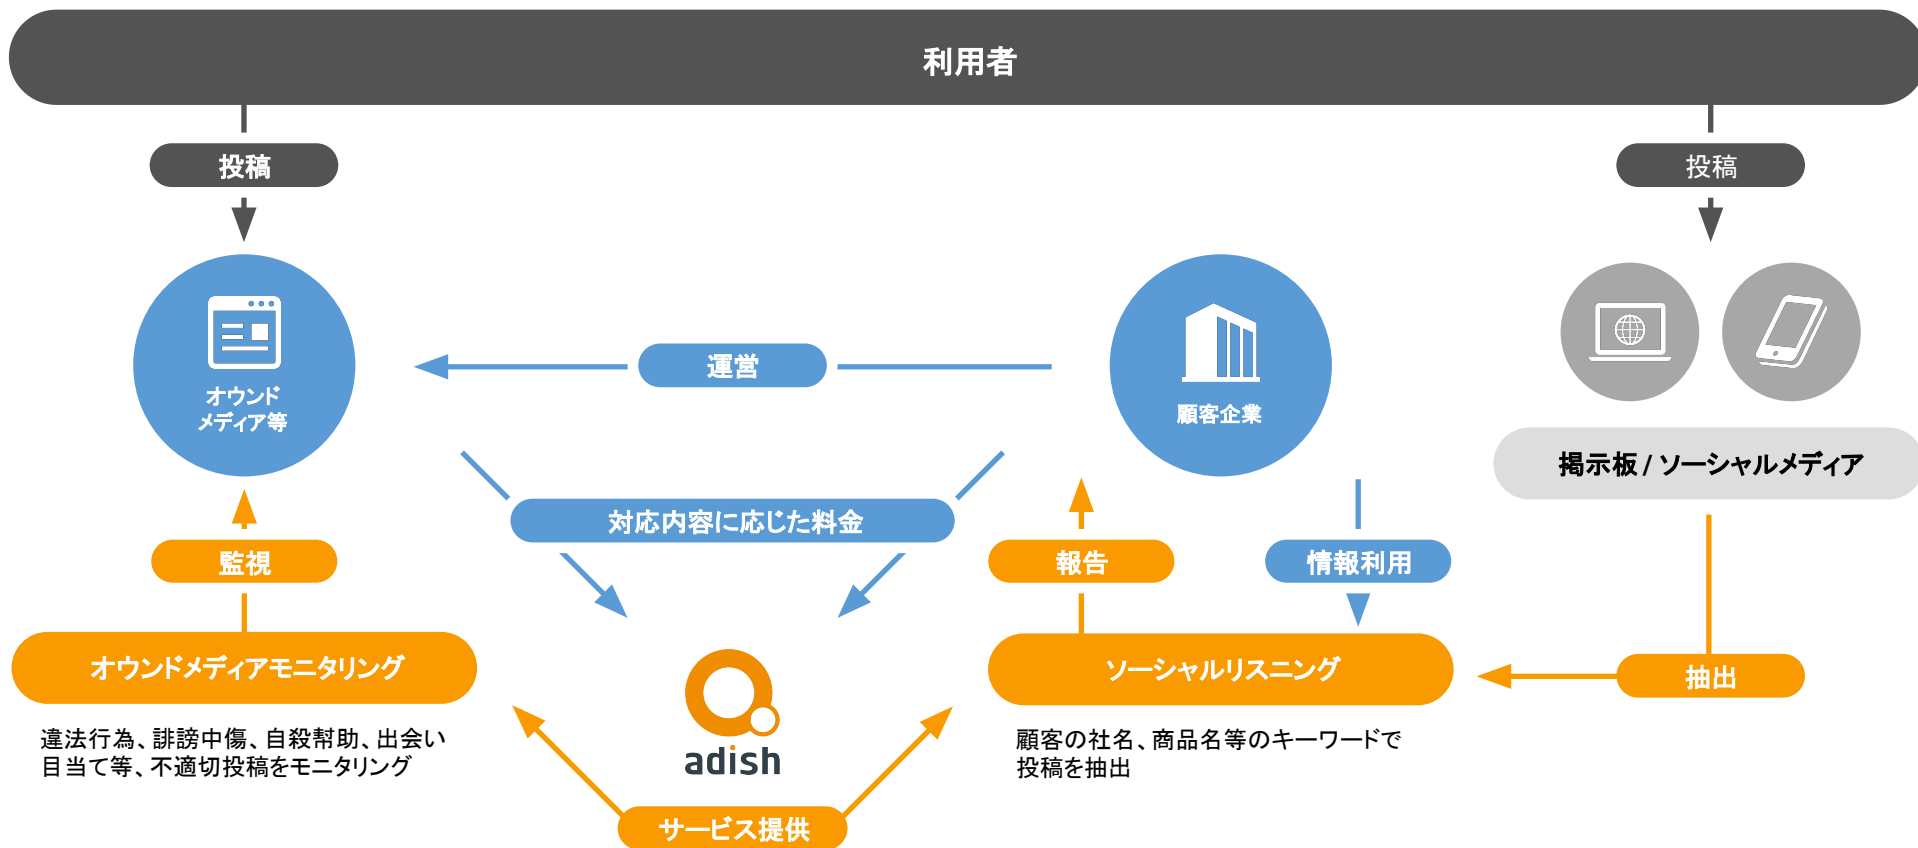 利用者
投稿
投稿
オウンド
メディア等
運営
顧客企業
掲示板 / ソーシャルメディア
対応内容に応じた料金
監視
報告
情報利用
オウンドメディアモニタリング
ソーシャルリスニング
抽出
違法行為、誹謗中傷、自殺幇助、出会い
目当て等、不適切投稿をモニタリング
adish
顧客の社名、商品名等のキーワードで
投稿を抽出
サービス提供